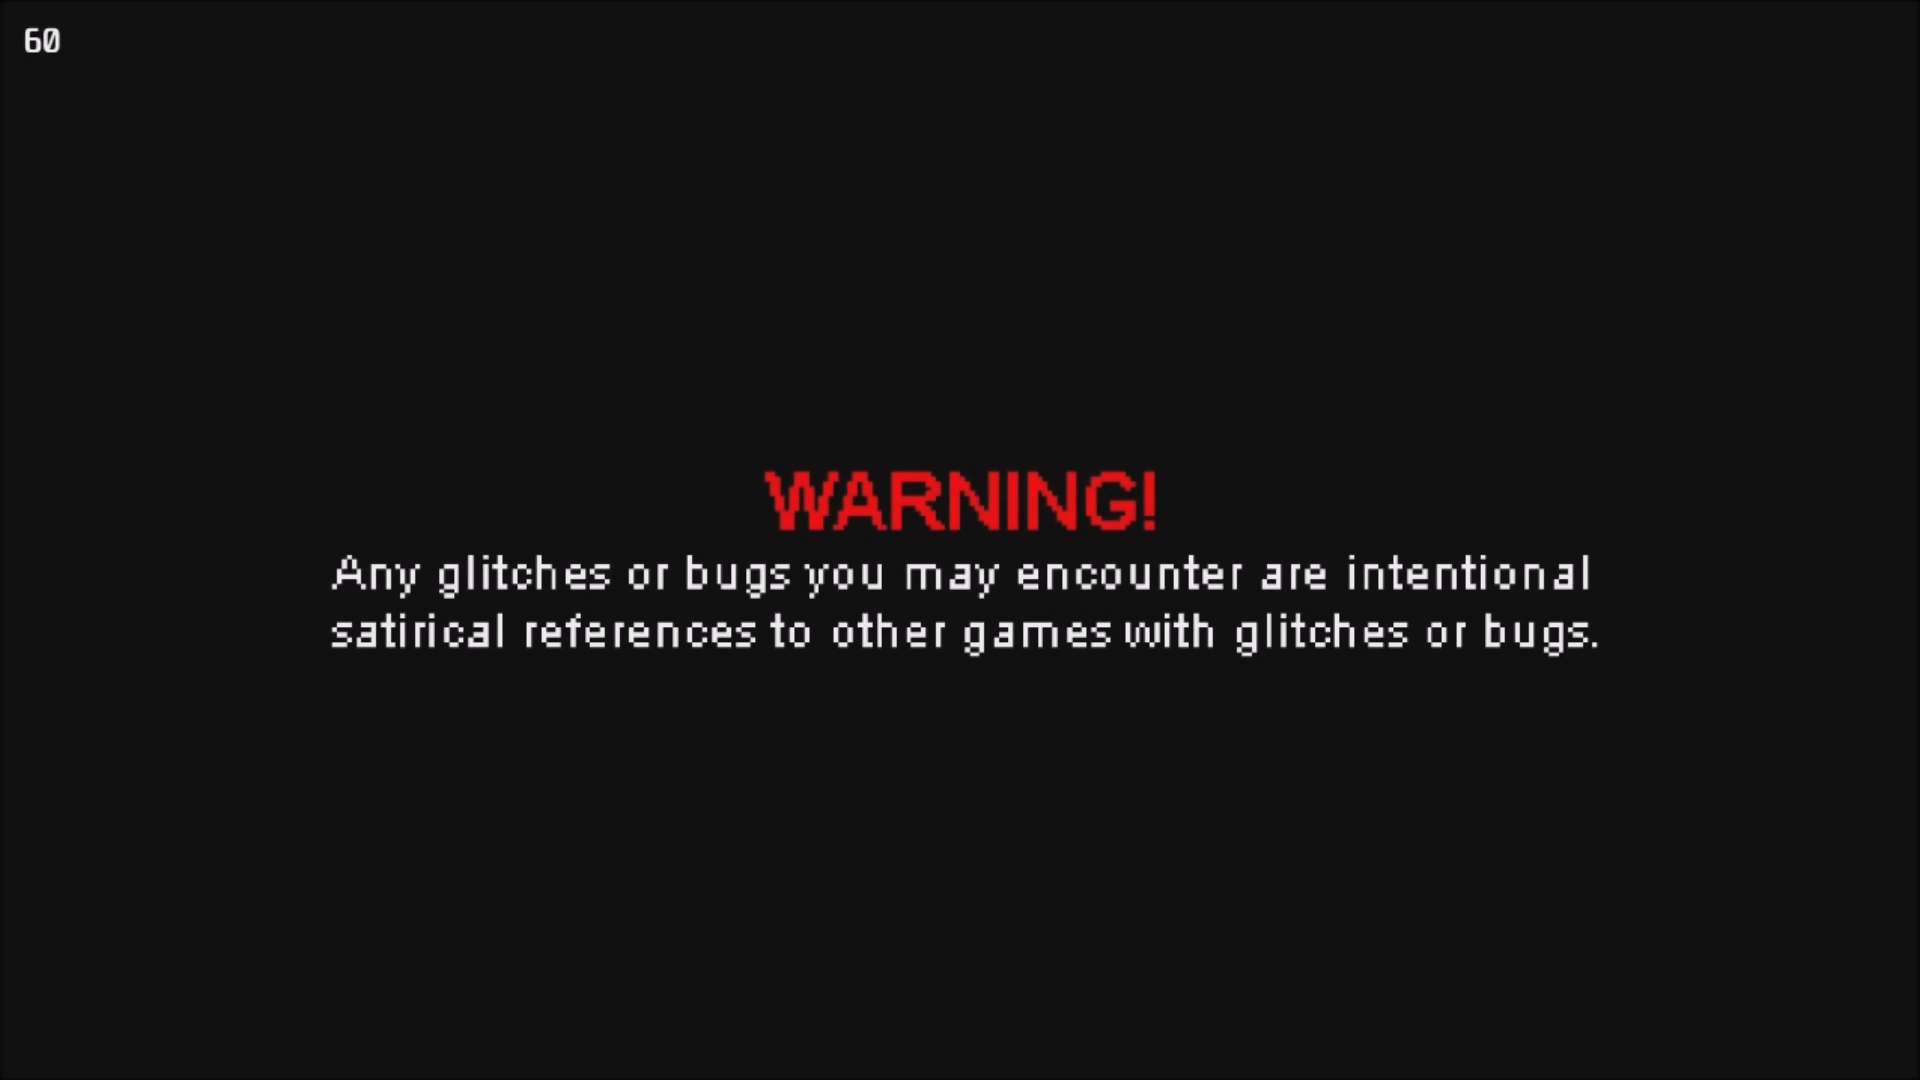 60
WARNING!
Any glitches or bugs you may encounter are intentional
satirical references to other games with glitches or bugs.